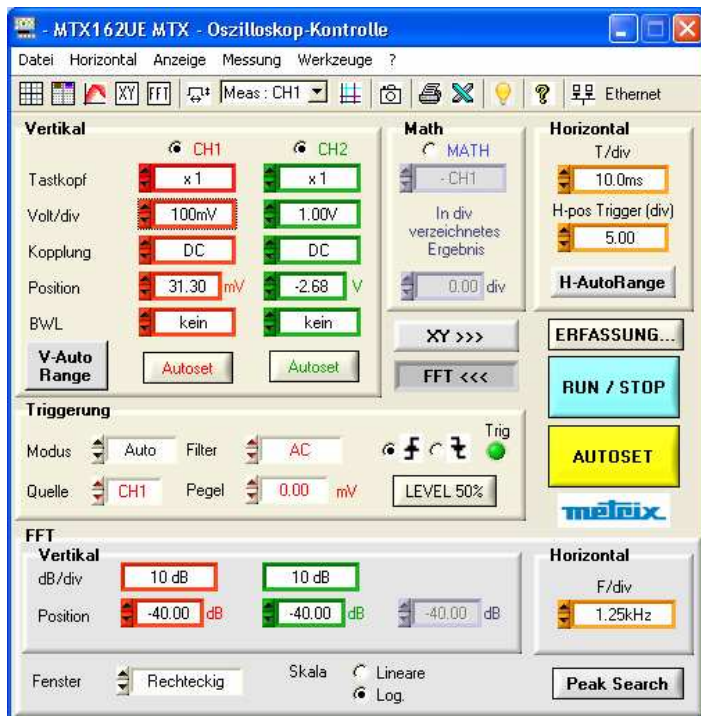 - MTX162UE MTX - Oszilloskop-Kontrolle
Datei Horizontal Anzeige Messung Werkzeuge ?
XY FFT Meas : CH1 ? Ethernet
Vertikal
CH1 CH2
Tastkopf x 1 x 1
Volt/div 100mV 1.00V
Kopplung DC DC
Position 31.30 mV -2.68 V
BWL kein kein
V-Auto Range Autoset Autoset
Math
MATH
- CH1
In div
verzeichnetes
Ergebnis
0.00 div
Horizontal
T/div
10.0ms
H-pos Trigger (div)
5.00
H-AutoRange
XY >>>
FFT <<<
ERFASSUNG...
RUN / STOP
AUTOSET
metrix
Triggerung
Modus Auto Filter AC Trig
Quelle CH1 Pegel 0.00 mV LEVEL 50%
FFT
Vertikal
dB/div 10 dB 10 dB
Position -40.00 dB -40.00 dB -40.00 dB
Horizontal
F/div
1.25kHz
Fenster Rechteckig Skala Lineare
Log.
Peak Search